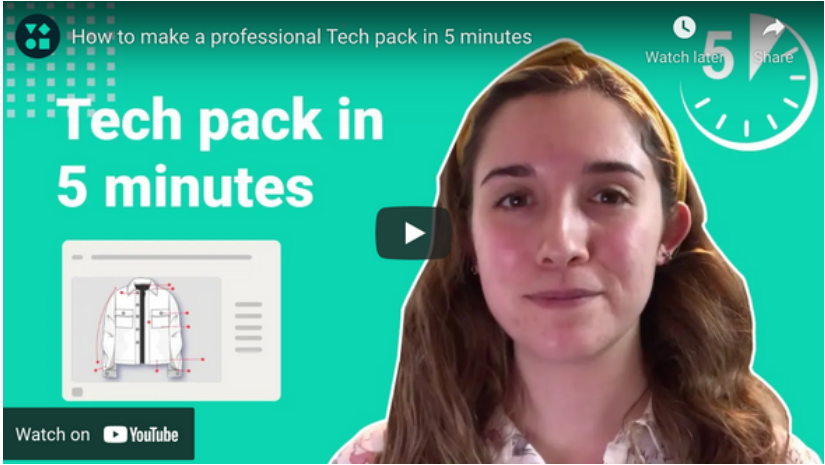 How to make a professional Tech pack in 5 minutes
Watch later
Share
5
Tech pack in
5 minutes
Watch on YouTube